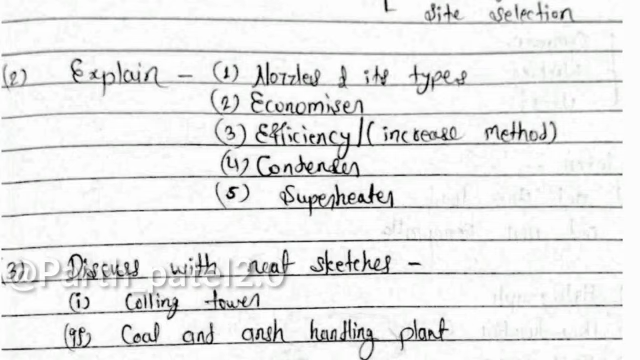 Site selection
(2) Explain - (1) Nozzles & its types
(2) Economiser
(3) Efficiency/(increase method)
(4) Condenser
(5) Superheater
(3) Discuss with neat sketches -
@Parth-patel2.0
(i) Colling tower
(ii) Coal and ansh handling plant